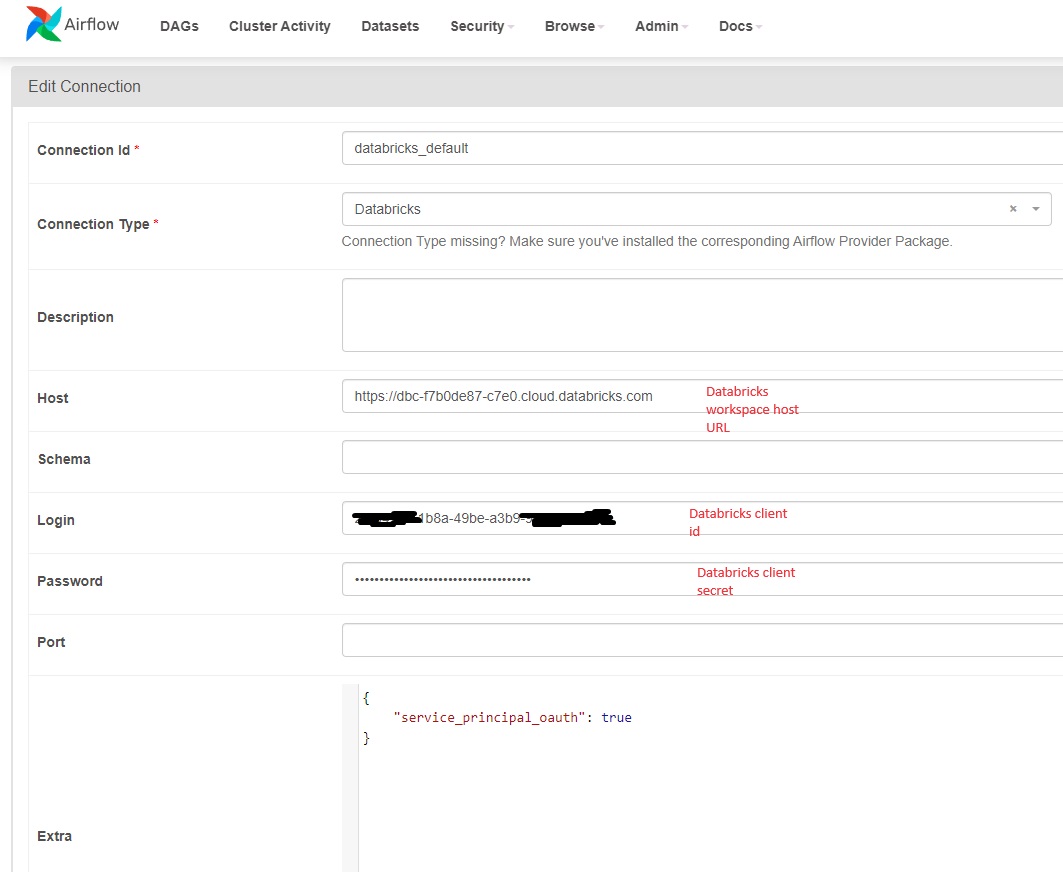 Airflow DAGs Cluster Activity Datasets Security Browse Admin Docs
Edit Connection
Connection Id *
databricks_default
Connection Type *
Databricks
Connection Type missing? Make sure you've installed the corresponding Airflow Provider Package.
Description
Host
https://dbc-f7b0de87-c7e0.cloud.databricks.com
Databricks
workspace host
URL
Schema
Login
1b8a-49be-a3b9-
Databricks client
id
Password
••••••••••••••••••••••••••••••••••••
Databricks client
secret
Port
Extra
{
"service_principal_oauth": true
}